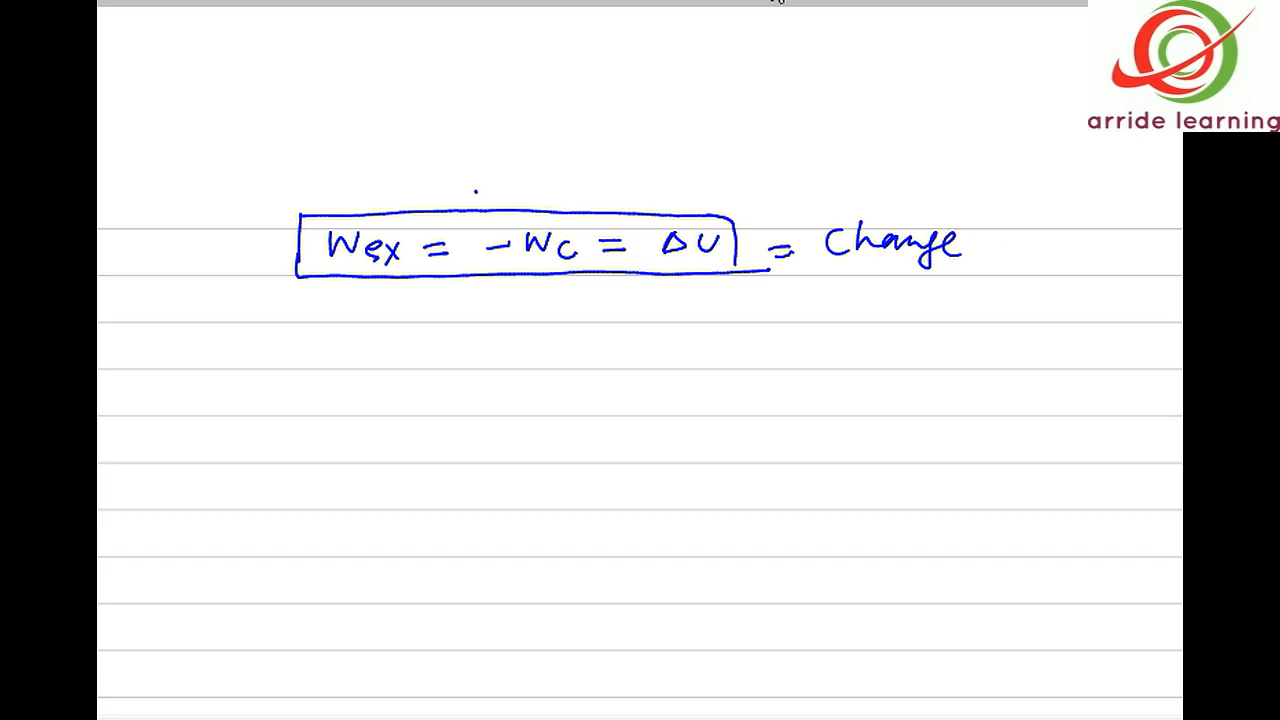 arride learning
Wex = -Wc = ΔU = Change